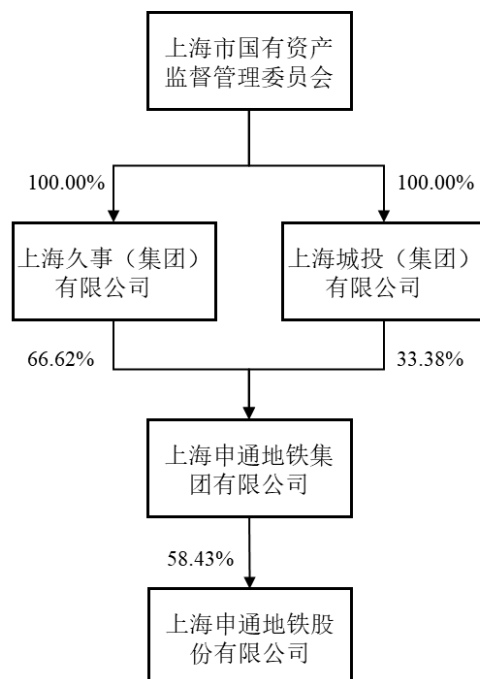 上海市国有资产
监督管理委员会
100.00%
100.00%
上海久事（集团）
有限公司
上海城投（集团）
有限公司
66.62%
33.38%
上海申通地铁集
团有限公司
58.43%
上海申通地铁股
份有限公司